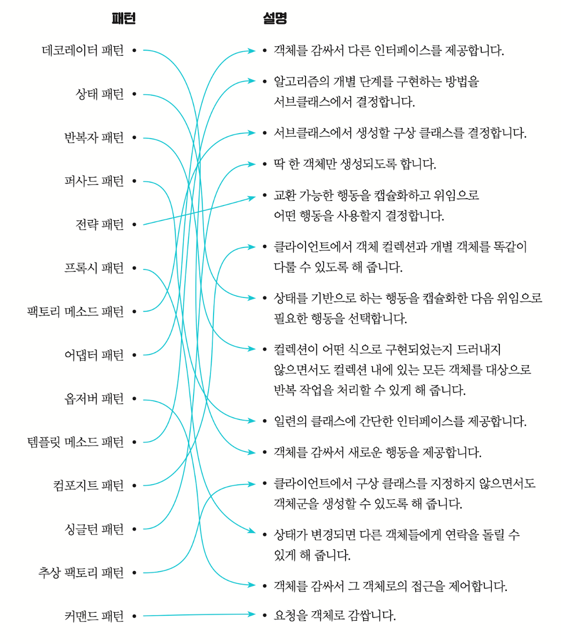 패턴
설명
데코레이터 패턴
상태 패턴
반복자 패턴
퍼사드 패턴
전략 패턴
프록시 패턴
팩토리 메소드 패턴
어댑터 패턴
옵저버 패턴
템플릿 메소드 패턴
컴포지트 패턴
싱글턴 패턴
추상 팩토리 패턴
커맨드 패턴
• 객체를 감싸서 다른 인터페이스를 제공합니다.
• 알고리즘의 개별 단계를 구현하는 방법을
서브클래스에서 결정합니다.
• 서브클래스에서 생성할 구상 클래스를 결정합니다.
• 딱 한 객체만 생성되도록 합니다.
• 교환 가능한 행동을 캡슐화하고 위임으로
어떤 행동을 사용할지 결정합니다.
• 클라이언트에서 객체 컬렉션과 개별 객체를 똑같이
다룰 수 있도록 해 줍니다.
• 상태를 기반으로 하는 행동을 캡슐화한 다음 위임으로
필요한 행동을 선택합니다.
• 컬렉션이 어떤 식으로 구현되었는지 드러내지
않으면서도 컬렉션 내에 있는 모든 객체를 대상으로
반복 작업을 처리할 수 있게 해 줍니다.
• 일련의 클래스에 간단한 인터페이스를 제공합니다.
• 객체를 감싸서 새로운 행동을 제공합니다.
• 클라이언트에서 구상 클래스를 지정하지 않으면서도
객체군을 생성할 수 있도록 해 줍니다.
• 상태가 변경되면 다른 객체들에게 연락을 돌릴 수
있게 해 줍니다.
• 객체를 감싸서 그 객체로의 접근을 제어합니다.
• 요청을 객체로 감쌉니다.